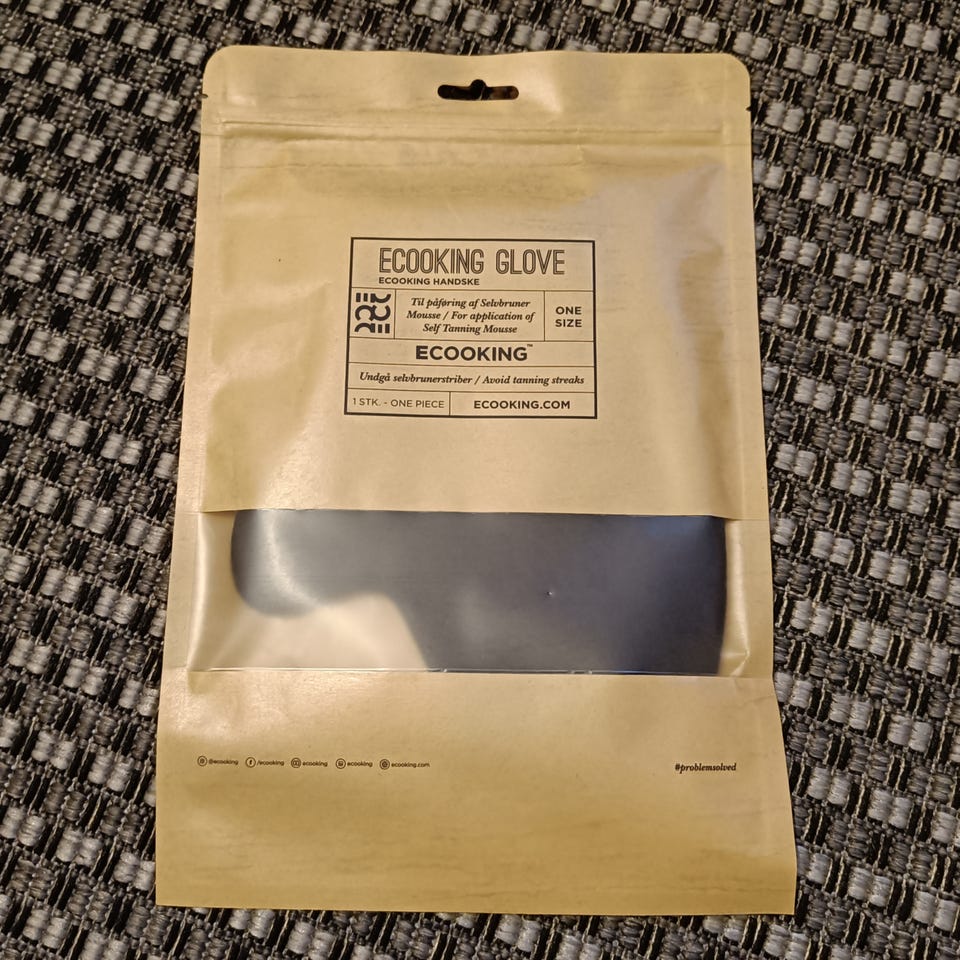 ECOOKING GLOVE
ECOOKING HANDSKE
Til påføring af Selvbruner
Mousse / For application of
Self Tanning Mousse
ONE
SIZE
ECOOKING™
Undgå selvbrunerstriber / Avoid tanning streaks
1 STK. - ONE PIECE
ECOOKING.COM
@ecooking /ecooking ecooking ecooking ecooking.com
#problemsolved